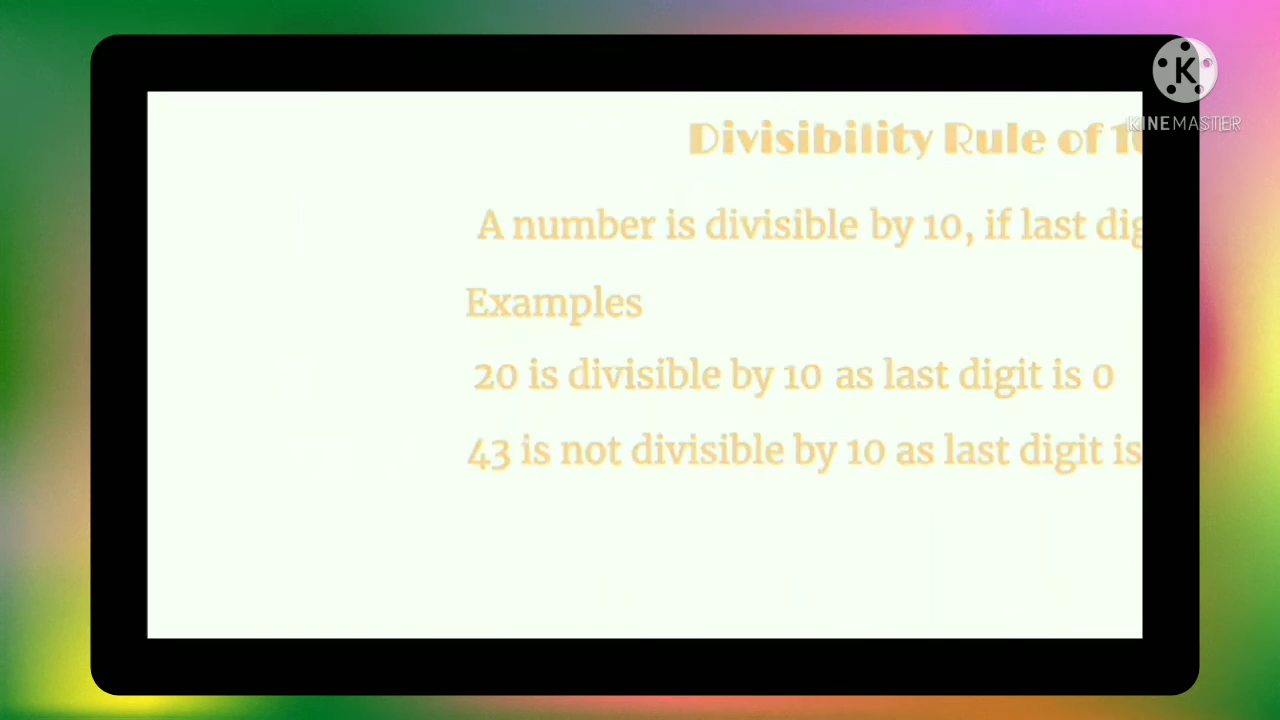 Divisibility Rule of 10
A number is divisible by 10, if last
Examples
20 is divisible by 10 as last digit is 0
43 is not divisible by 10 as last digit is
K
KINEMASTER